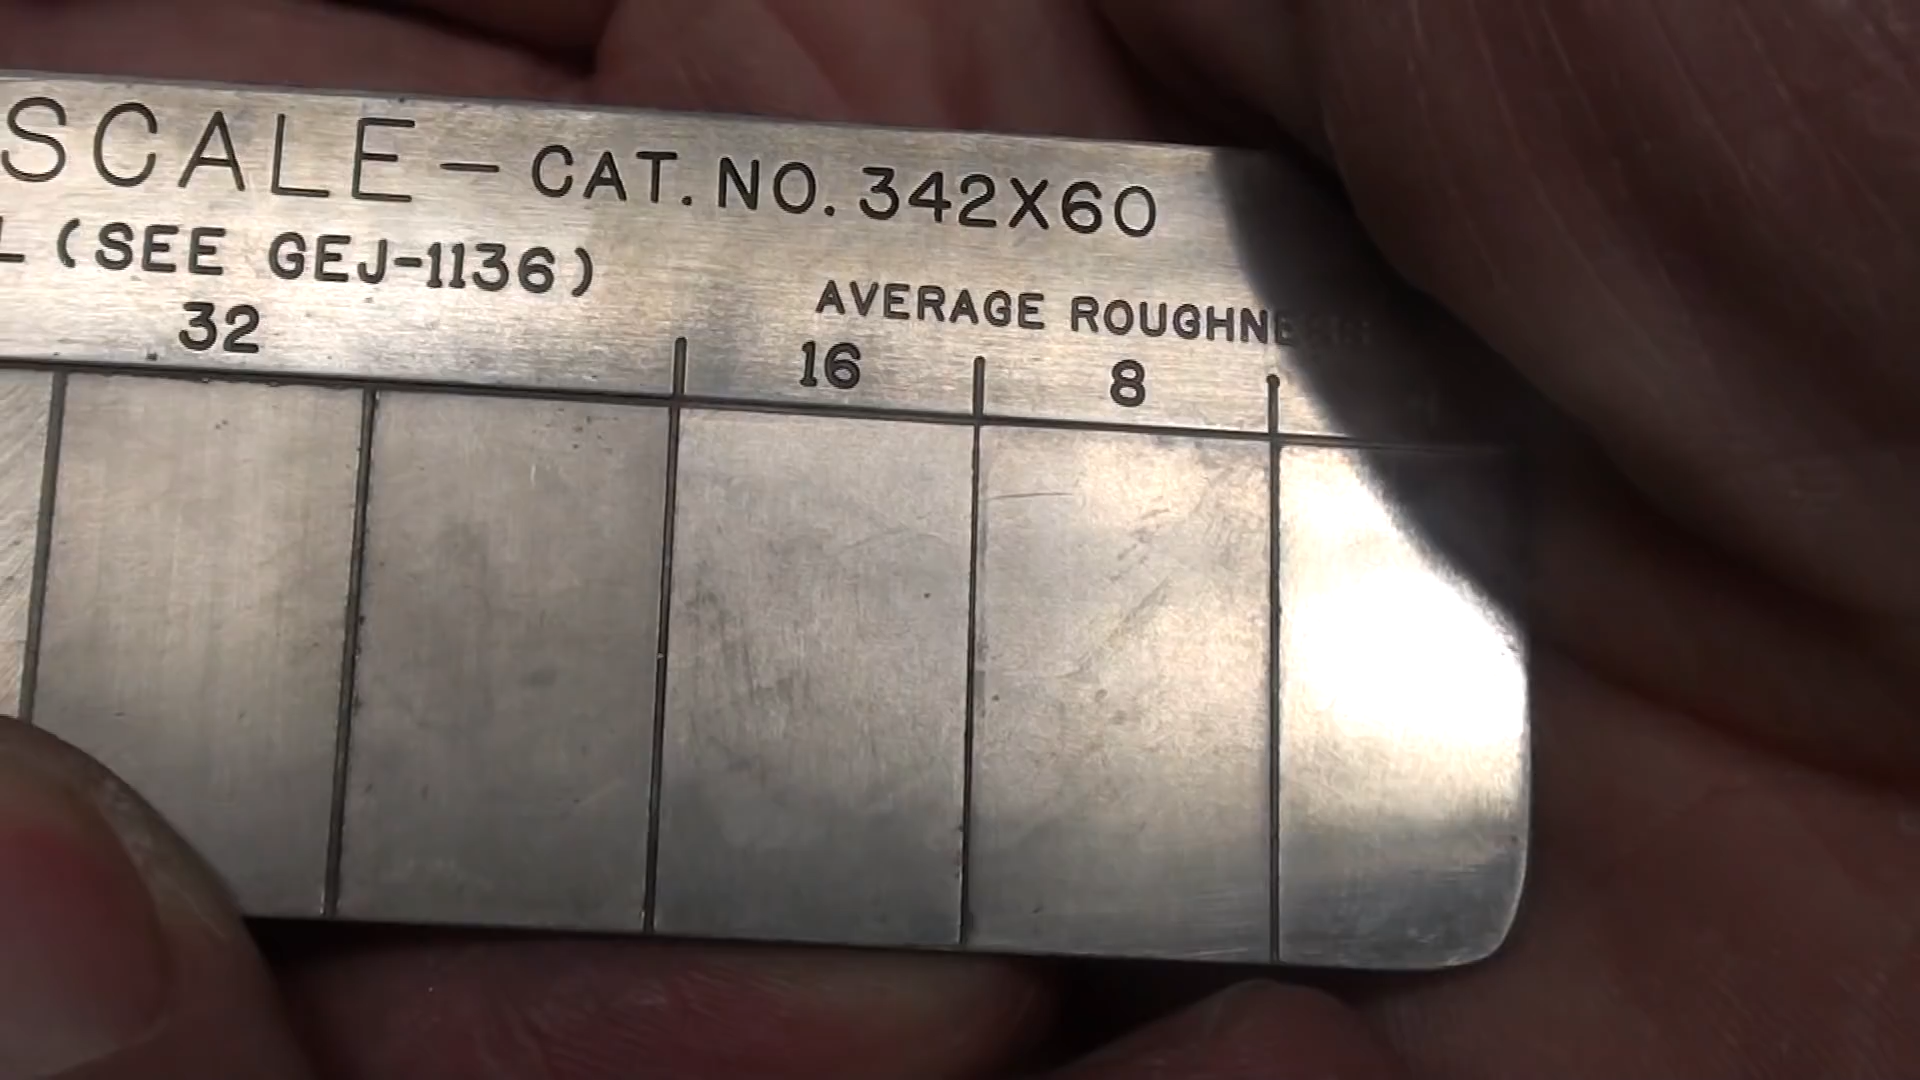 SCALE — CAT. NO. 342X60
L (SEE GEJ-1136)
AVERAGE
32
16
8